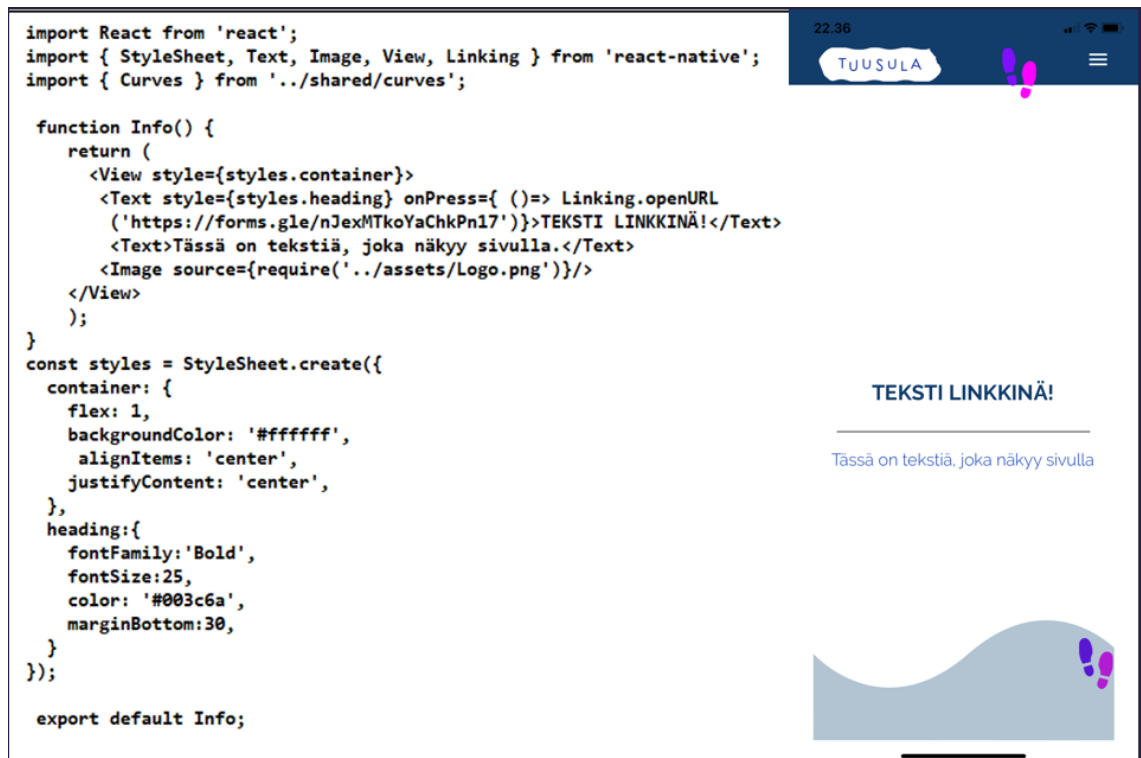 import React from 'react';
import { StyleSheet, Text, Image, View, Linking } from 'react-native';
import { Curves } from '../shared/curves';
function Info() {
return (
<View style={styles.container}>
<Text style={styles.heading} onPress={ ()=> Linking.openURL
('https://forms.gle/nJexMTkoYaChkPn17')}>TEKSTI LINKKINÄ!</Text>
<Text>Tässä on tekstiä, joka näkyy sivulla.</Text>
<Image source={require('../assets/Logo.png')}/>
</View>
);
}
const styles = StyleSheet.create({
container: {
flex: 1,
backgroundColor: '#ffffff',
alignItems: 'center',
justifyContent: 'center',
},
heading:{
fontFamily:'Bold',
fontSize:25,
color: '#003c6a',
marginBottom:30,
}
});
export default Info;
22.36
TUUSULA
TEKSTI LINKKINÄ!
Tässä on tekstiä, joka näkyy sivulla